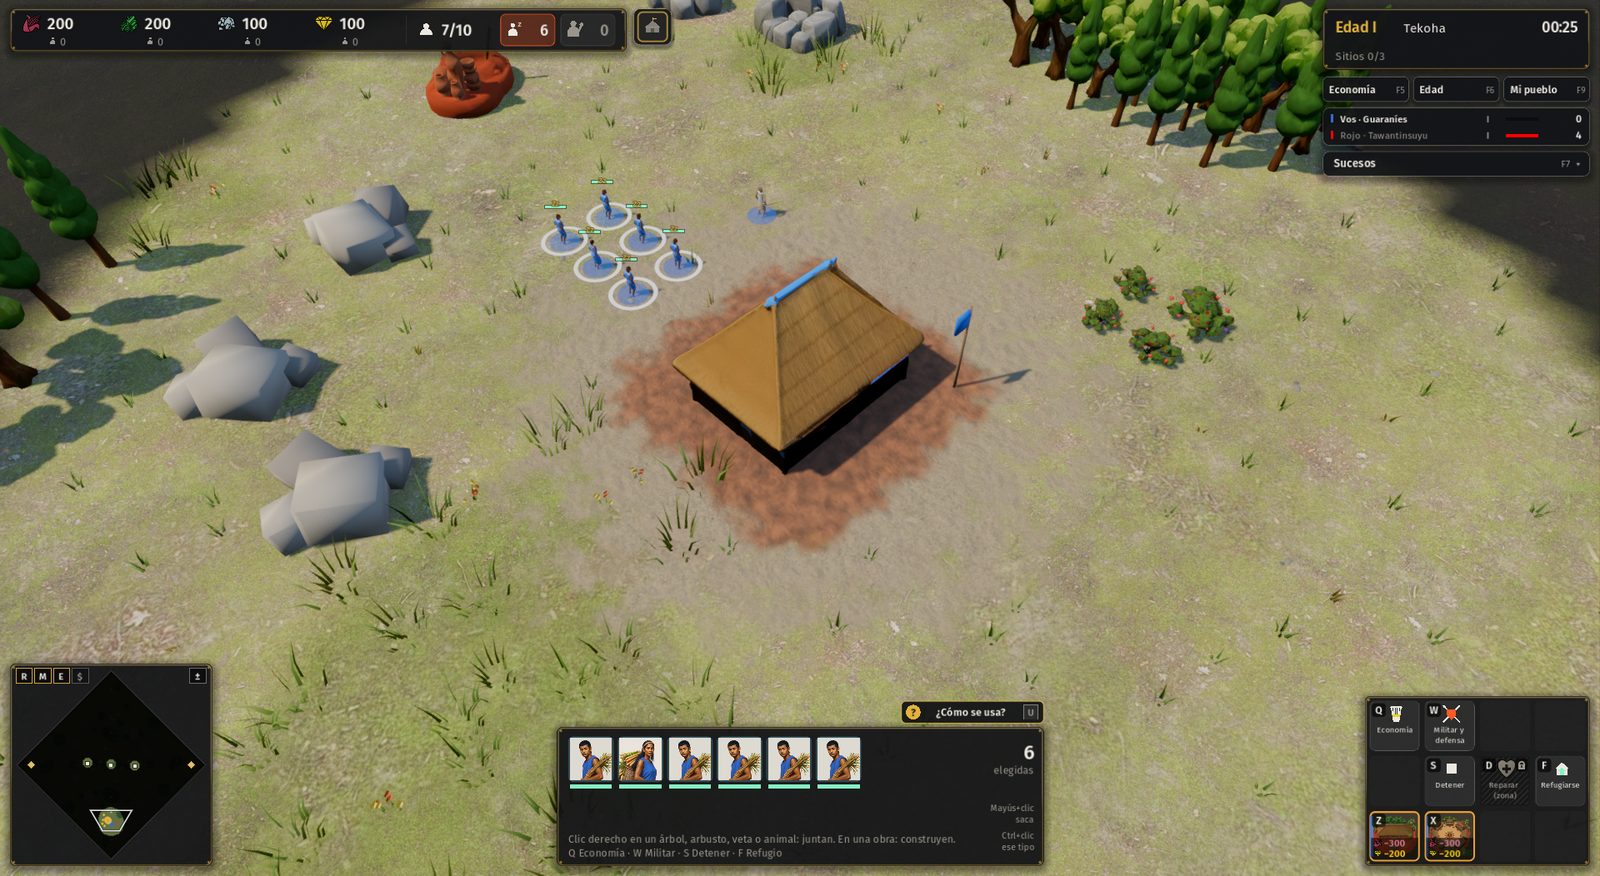 200 200 100 100 7/10 6 0
0 0 0 0
Edad I Tekoha 00:25
Sitios 0/3
Economía F5 Edad F6 Mi pueblo F9
Vos · Guaraníes I 0
Rojo · Tawantinsuyu I 4
Sucesos F7
R M E $ ±
? ¿Cómo se usa? U
6
elegidas
Mayús+clic
saca
Ctrl+clic
ese tipo
Clic derecho en un árbol, arbusto, veta o animal: juntan. En una obra: construyen.
Q Economía · W Militar · S Detener · F Refugio
Q Economía
W Militar y
defensa
S Detener
D Reparar
(zona)
F Refugiarse
Z -300
-200
X -300
-200